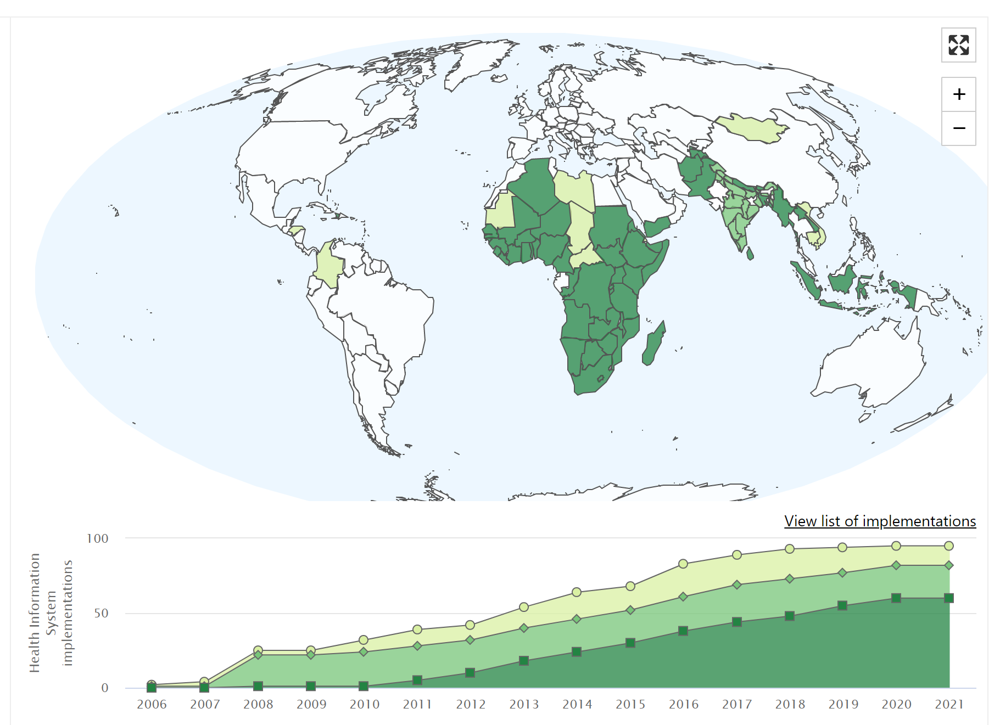 +
−
View list of implementations
Health Information
System
implementations
100
50
0
2006 2007 2008 2009 2010 2011 2012 2013 2014 2015 2016 2017 2018 2019 2020 2021